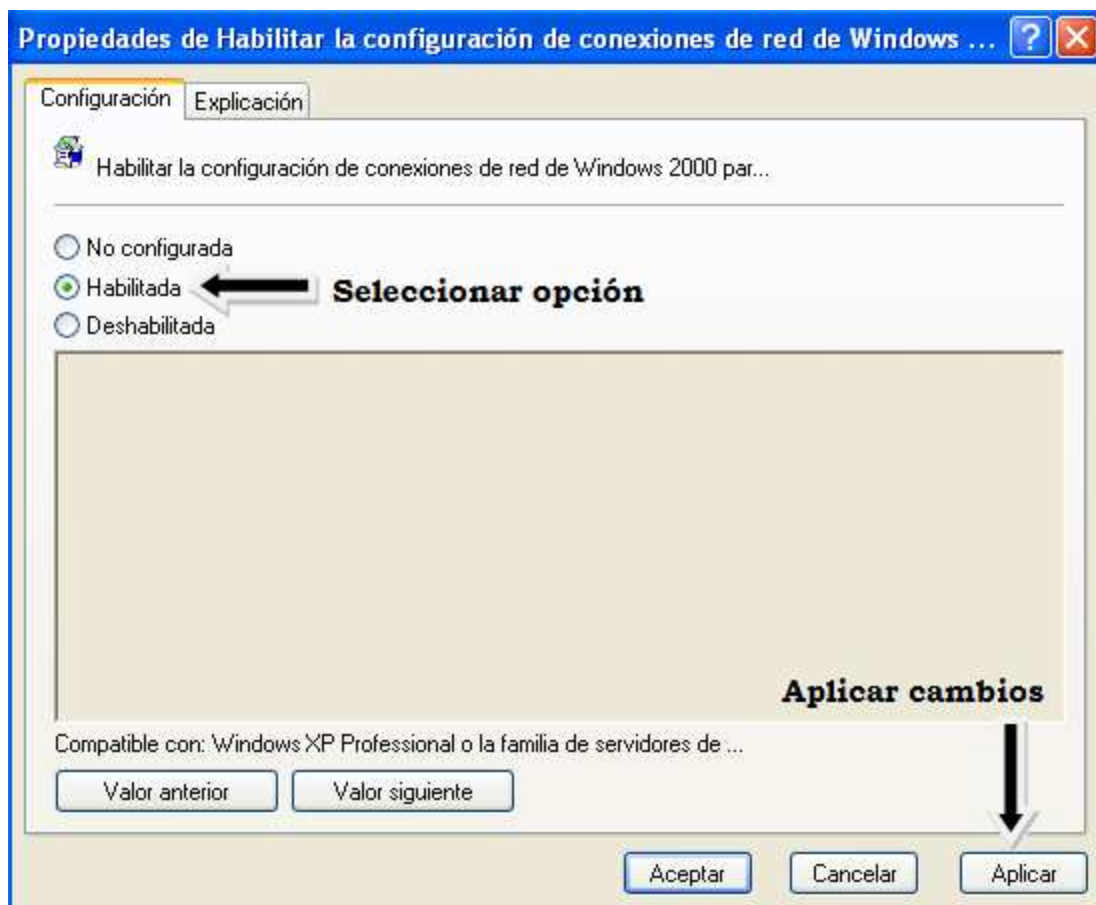 Propiedades de Habilitar la configuración de conexiones de red de Windows ...
Configuración
Explicación
Habilitar la configuración de conexiones de red de Windows 2000 par...
No configurada
Habilitada
Seleccionar opción
Deshabilitada
Aplicar cambios
Compatible con: Windows XP Professional o la familia de servidores de ...
Valor anterior
Valor siguiente
Aceptar
Cancelar
Aplicar